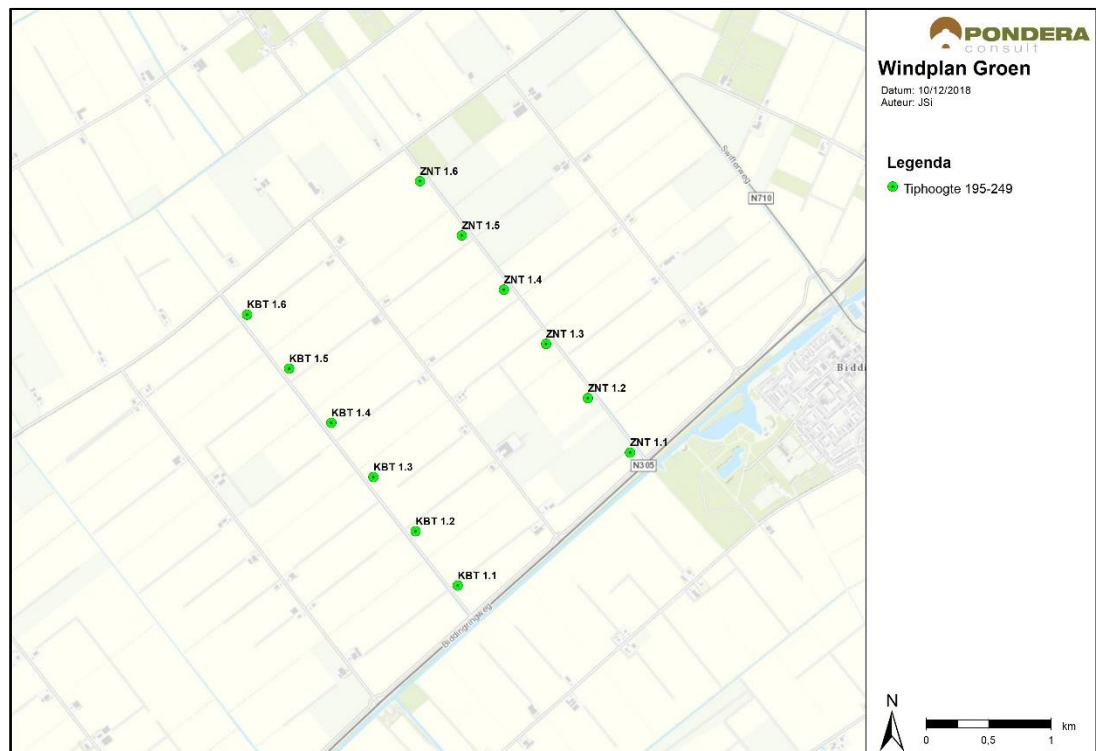 PONDERA
consult
Windplan Groen
Datum: 10/12/2018
Auteur: JSi
Legenda
Tiphoogte 195-249
Swifterweg
N710
ZNT 1.6
ZNT 1.5
ZNT 1.4
KBT 1.6
ZNT 1.3
KBT 1.5
Biddi
ZNT 1.2
KBT 1.4
ZNT 1.1
N305
KBT 1.3
KBT 1.2
KBT 1.1
Biddingringweg
N
0 0,5 1 km